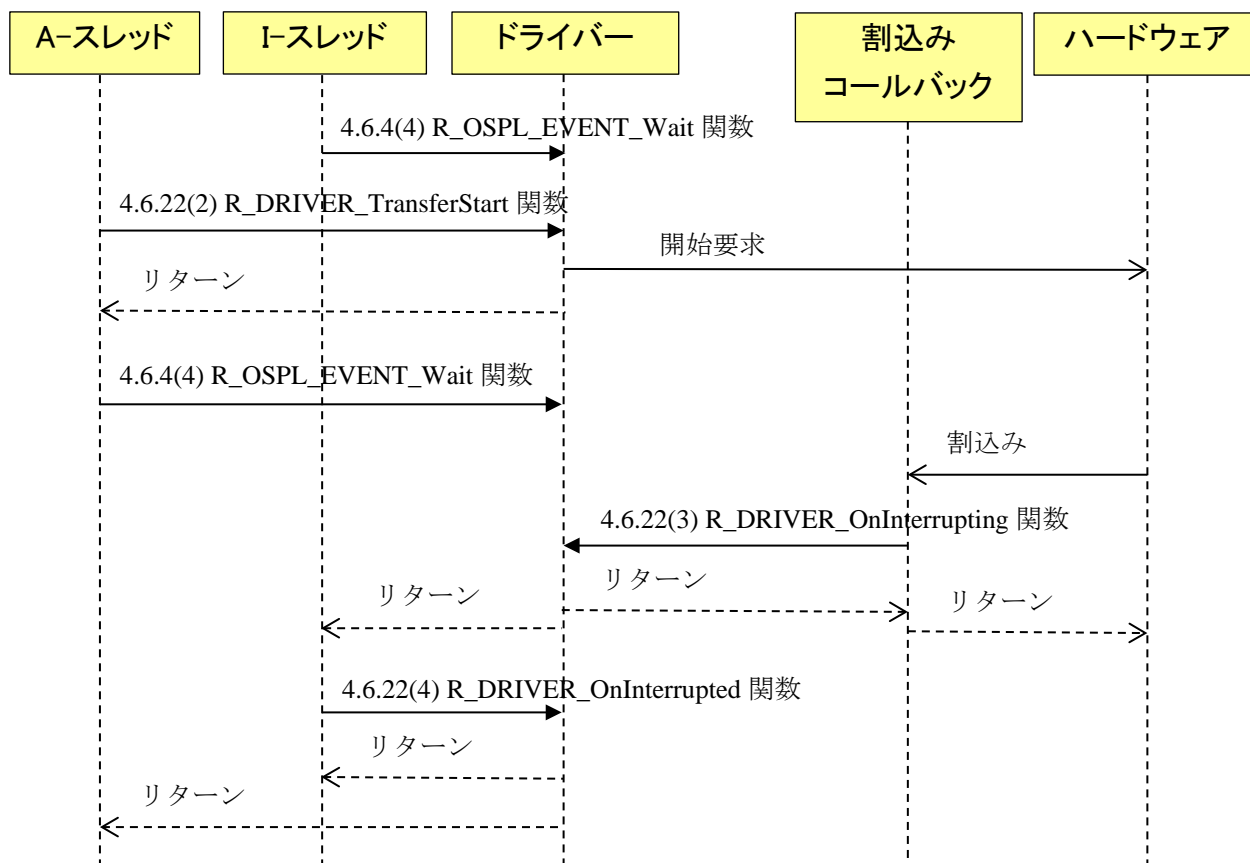 A-スレッド
I-スレッド
ドライバー
割込み
コールバック
ハードウェア
4.6.4(4) R_OSPL_EVENT_Wait 関数
4.6.22(2) R_DRIVER_TransferStart 関数
開始要求
リターン
4.6.4(4) R_OSPL_EVENT_Wait 関数
割込み
4.6.22(3) R_DRIVER_OnInterrupting 関数
リターン
リターン
リターン
4.6.22(4) R_DRIVER_OnInterrupted 関数
リターン
リターン